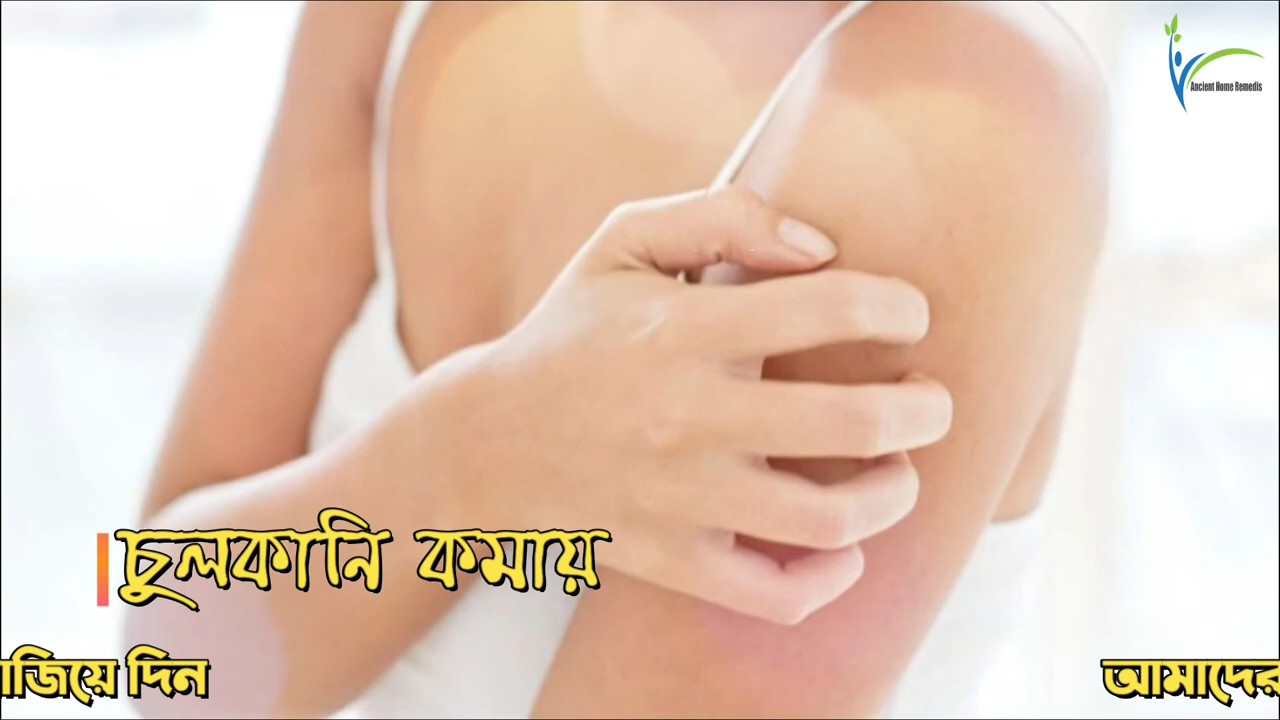 Ancient Home Remedis
চুলকানি কমায়
াজিয়ে দিন
আমাদের